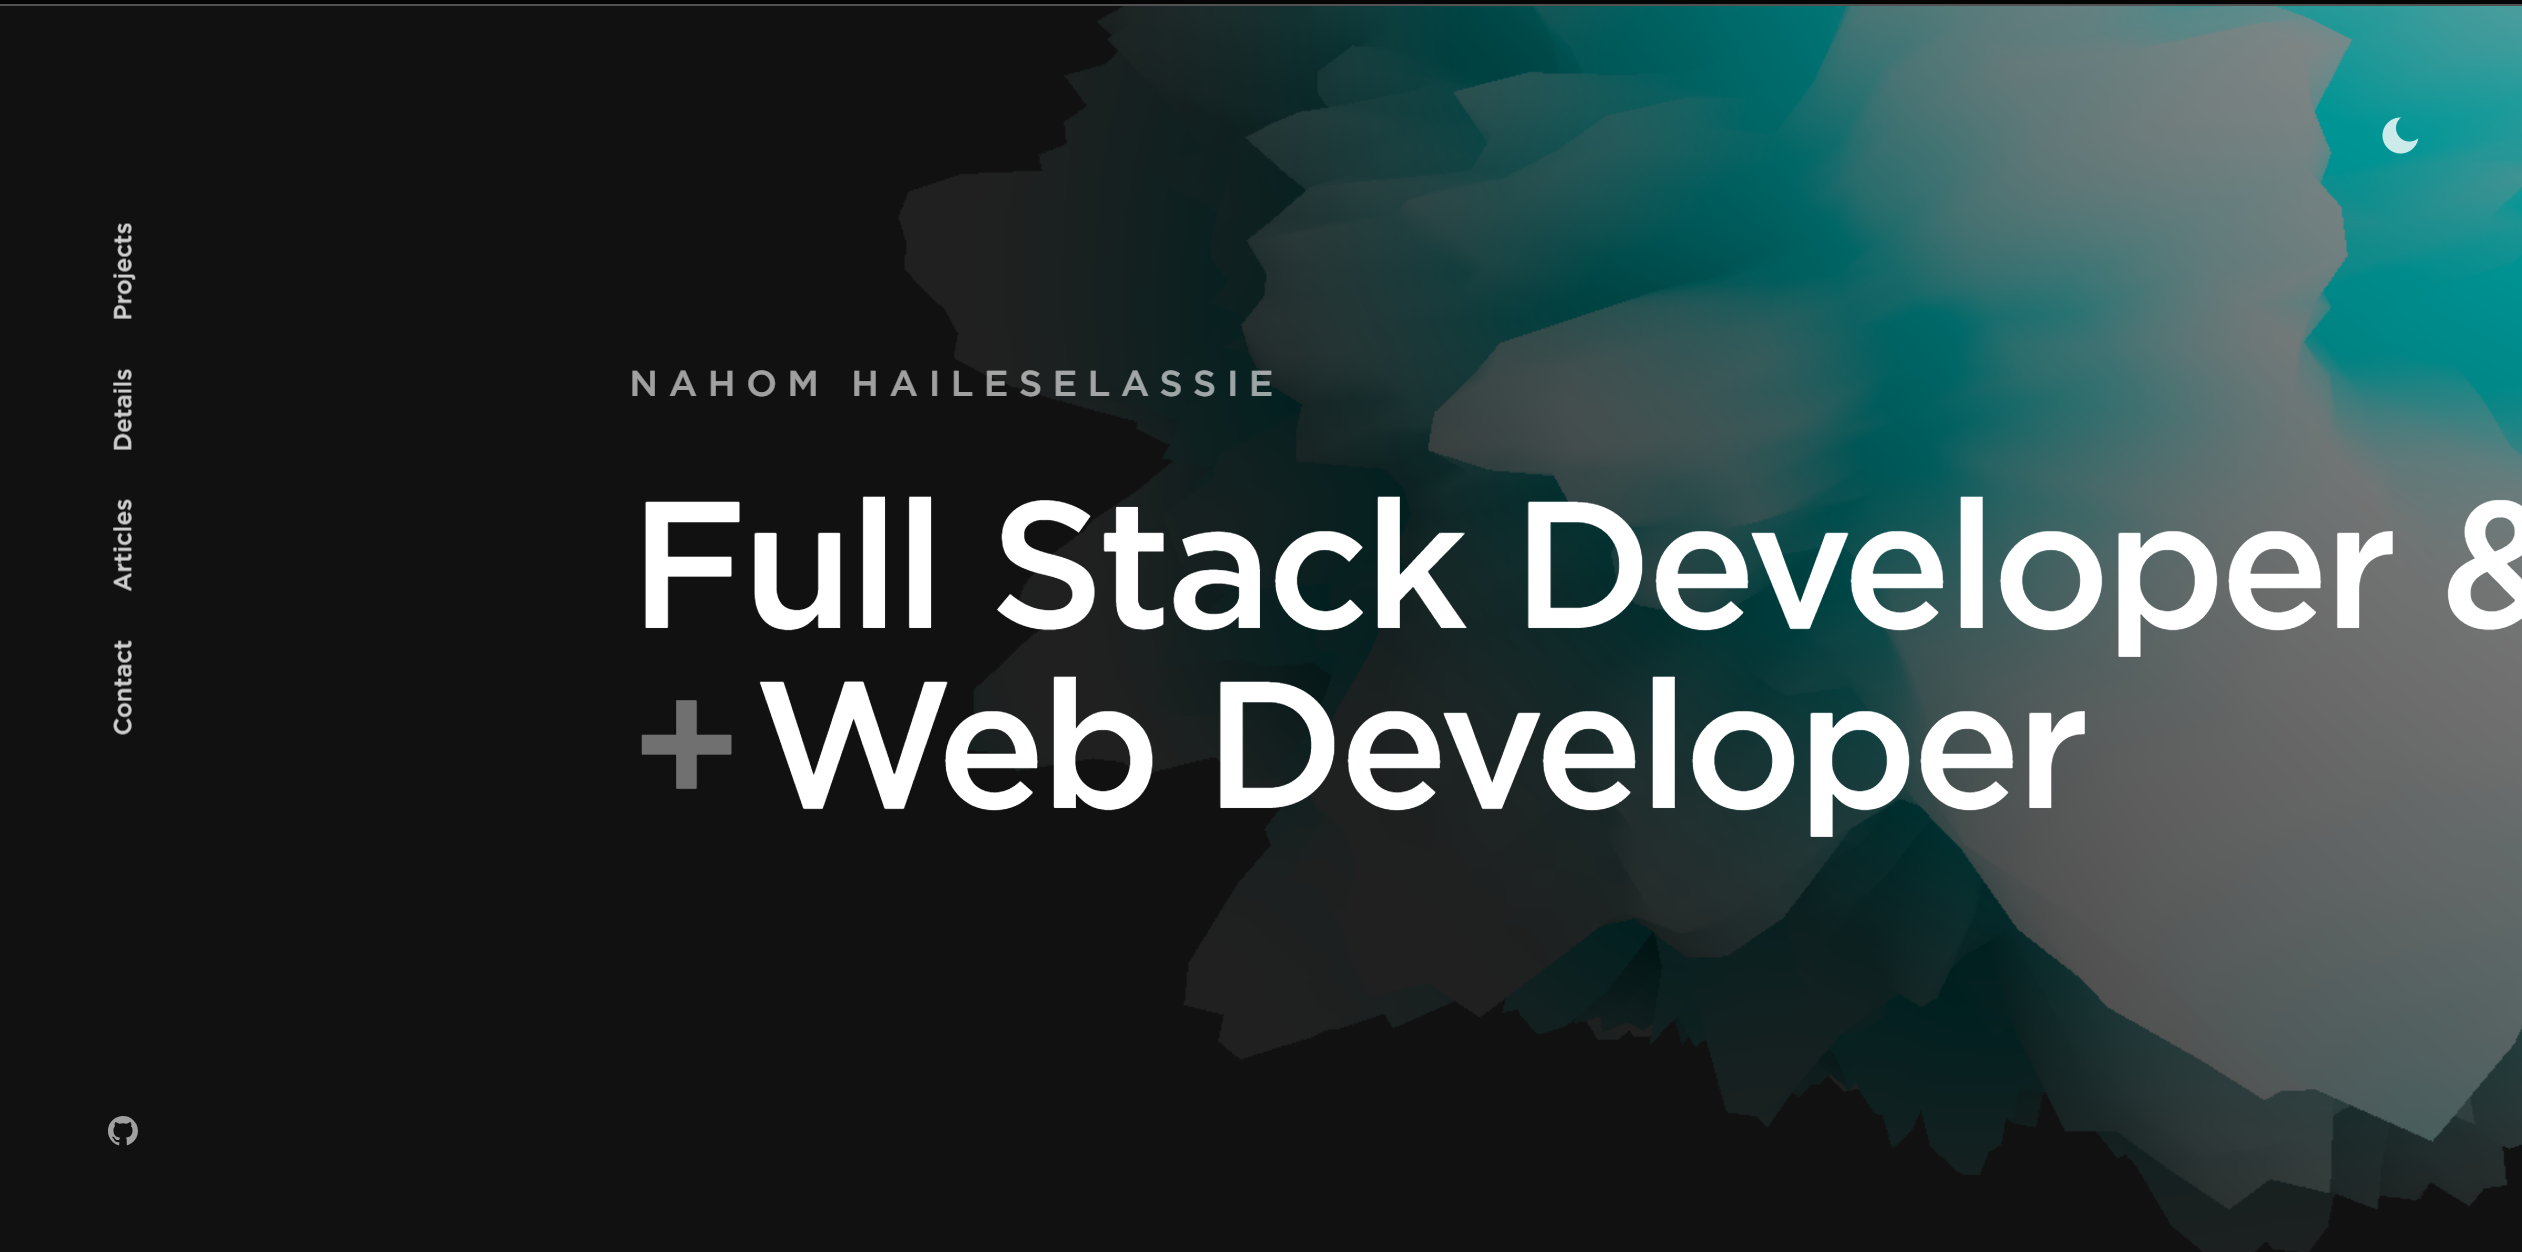 Projects
Details
Articles
Contact
NAHOM HAILESELASSIE
Full Stack Developer &
+ Web Developer